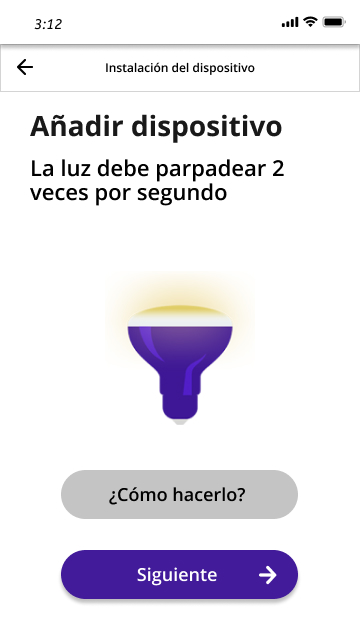 3:12
Instalación del dispositivo
Añadir dispositivo
La luz debe parpadear 2
veces por segundo
¿Cómo hacerlo?
Siguiente